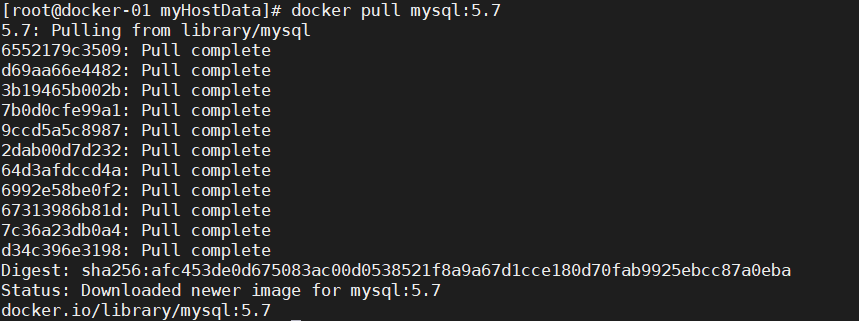 [root@docker-01 myHostData]# docker pull mysql:5.7
5.7: Pulling from library/mysql
6552179c3509: Pull complete
d69aa66e4482: Pull complete
3b19465b002b: Pull complete
7b0d0cfe99a1: Pull complete
9ccd5a5c8987: Pull complete
2dab00d7d232: Pull complete
64d3afdccd4a: Pull complete
6992e58be0f2: Pull complete
67313986b81d: Pull complete
7c36a23db0a4: Pull complete
d34c396e3198: Pull complete
Digest: sha256:afc453de0d675083ac00d0538521f8a9a67d1cce180d70fab9925ebcc87a0eba
Status: Downloaded newer image for mysql:5.7
docker.io/library/mysql:5.7